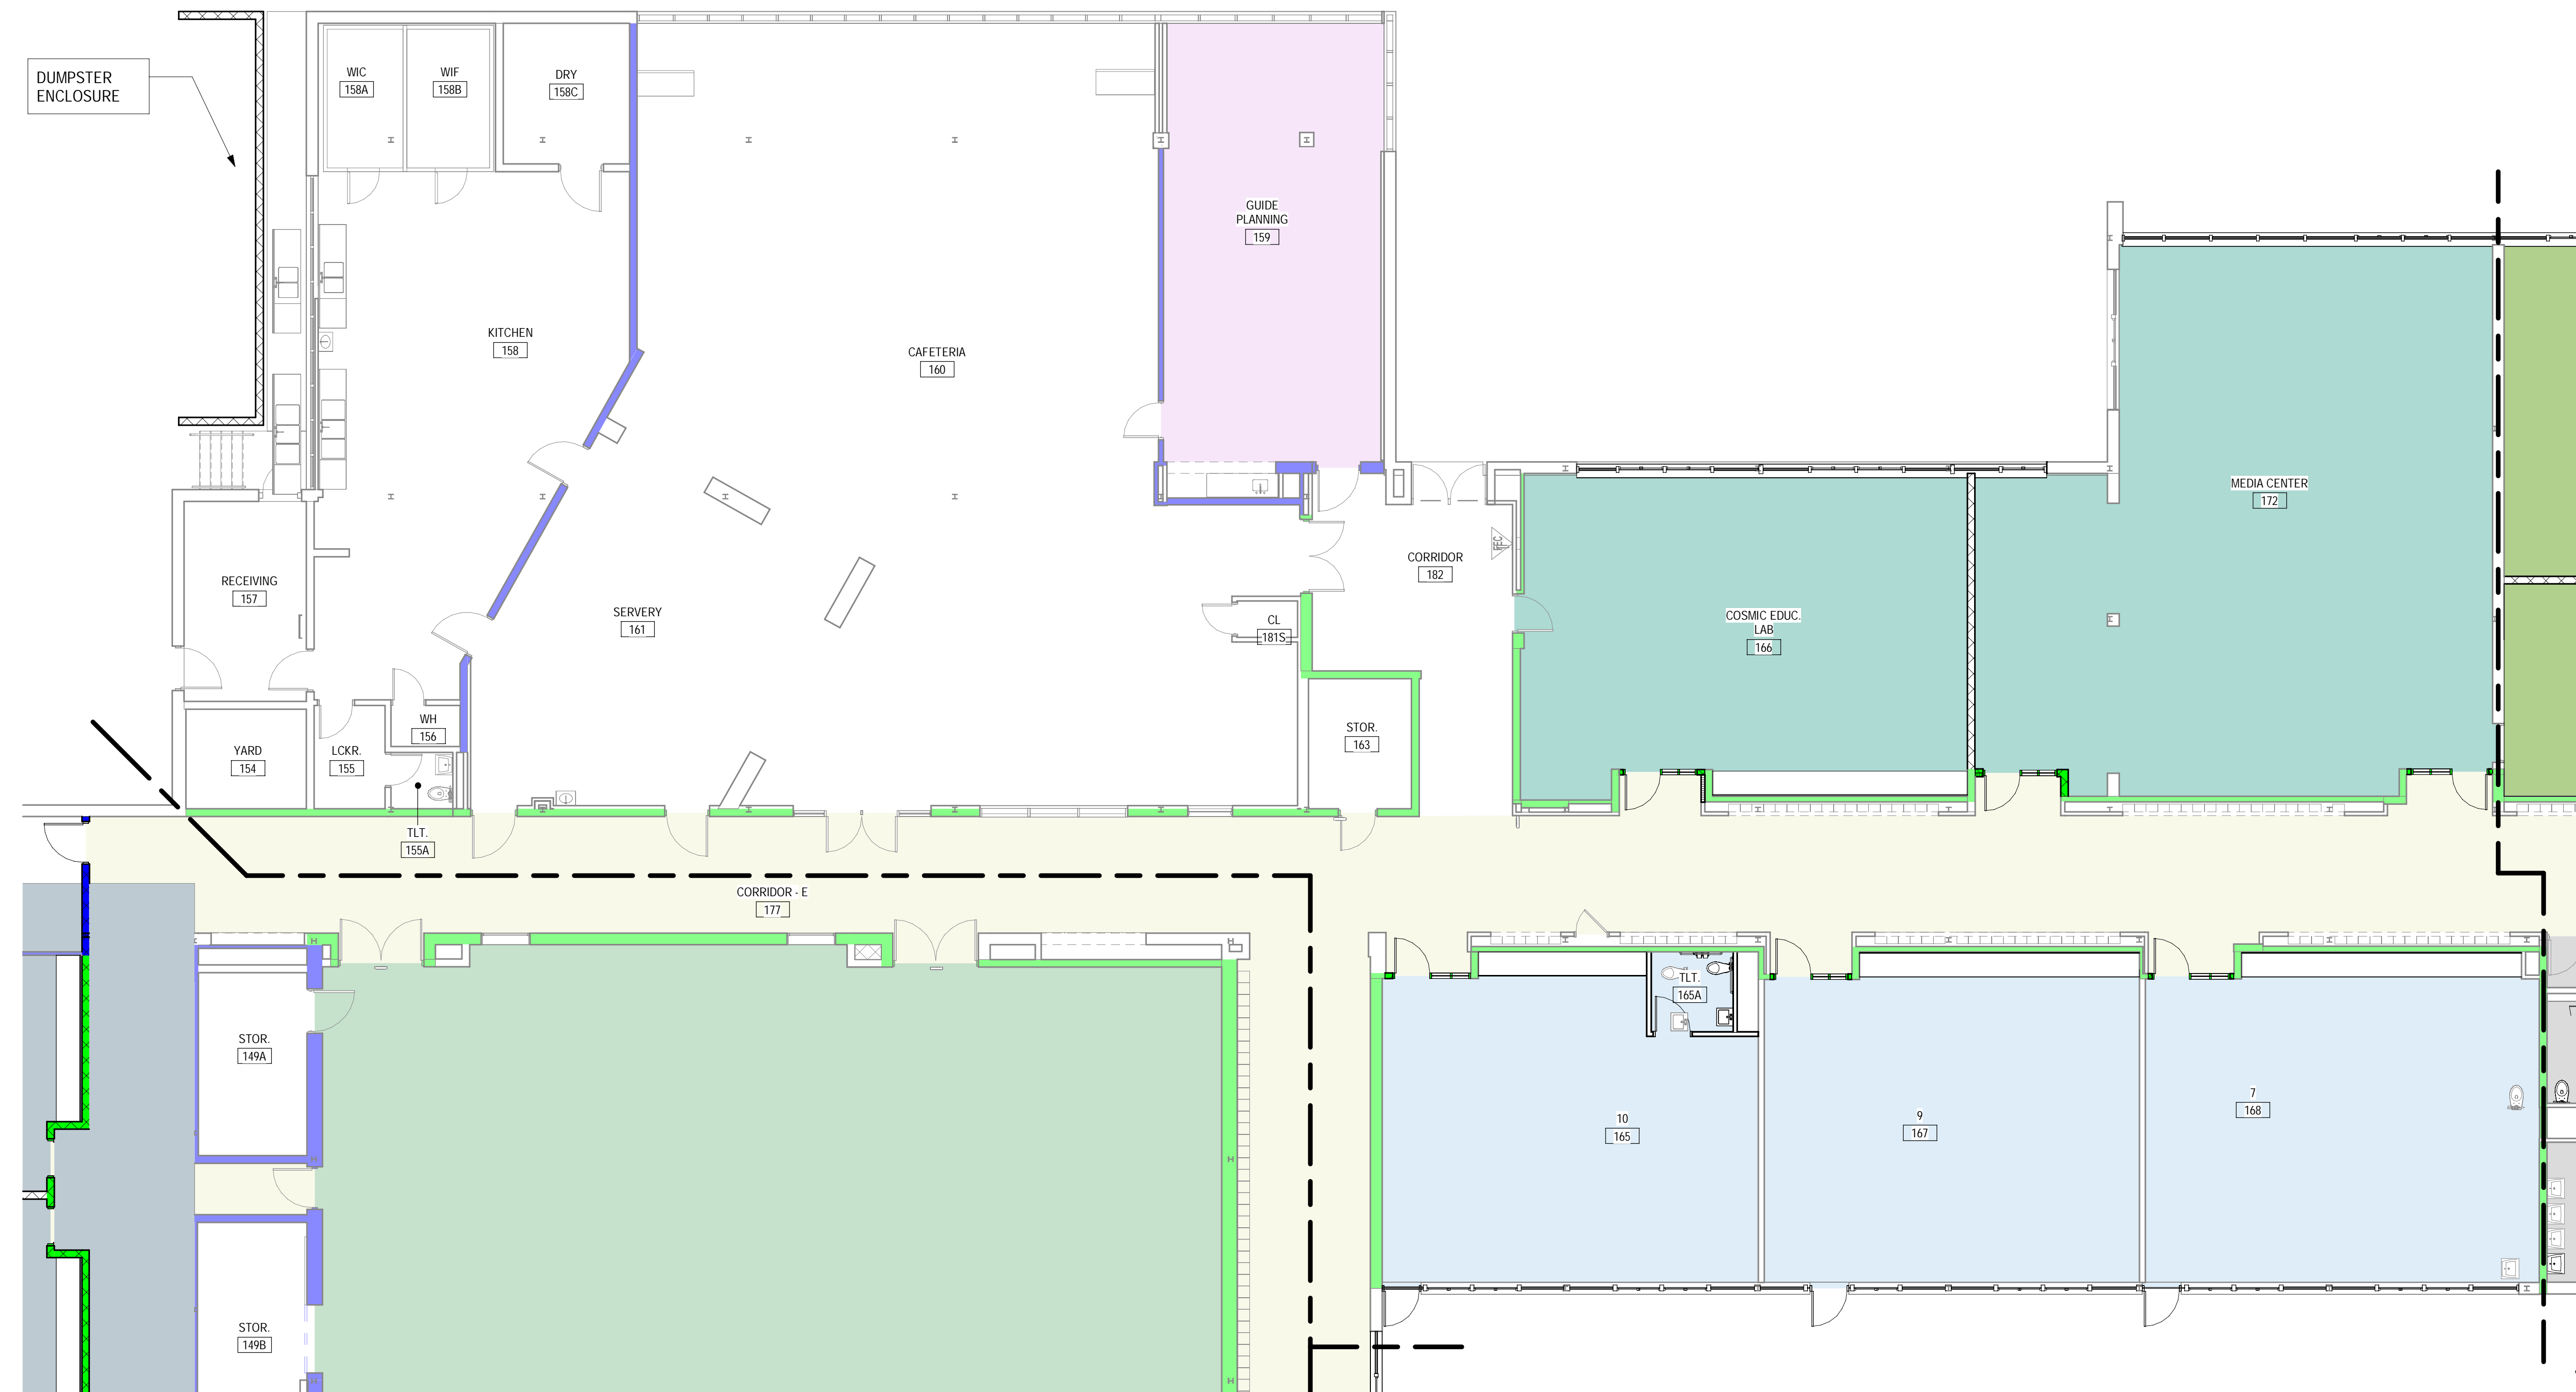 DUMPSTER
ENCLOSURE
WIC
158A
WIF
158B
DRY
158C
GUIDE
PLANNING
159
KITCHEN
158
CAFETERIA
160
MEDIA CENTER
172
CORRIDOR
182
FEC
RECEIVING
157
SERVERY
161
CL
181S
COSMIC EDUC.
LAB
166
WH
156
STOR.
163
YARD
154
LCKR.
155
TLT.
155A
CORRIDOR - E
177
TLT.
165A
STOR.
149A
10
165
9
167
7
168
STOR.
149B